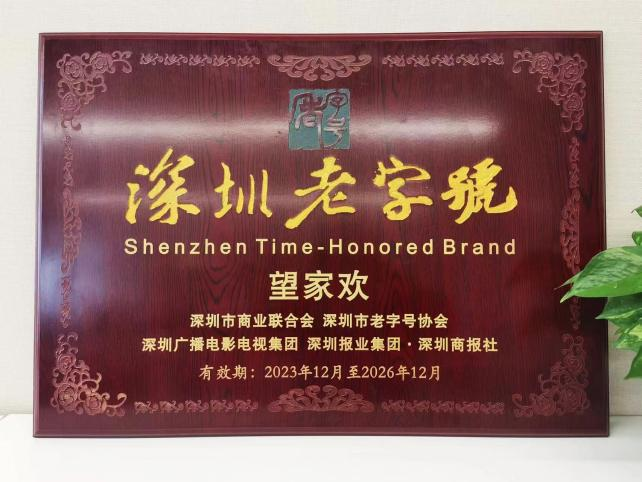 老字号
深圳老字號
Shenzhen Time-Honored Brand
望家欢
深圳市商业联合会 深圳市老字号协会
深圳广播电影电视集团 深圳报业集团·深圳商报社
有效期：2023年12月至2026年12月